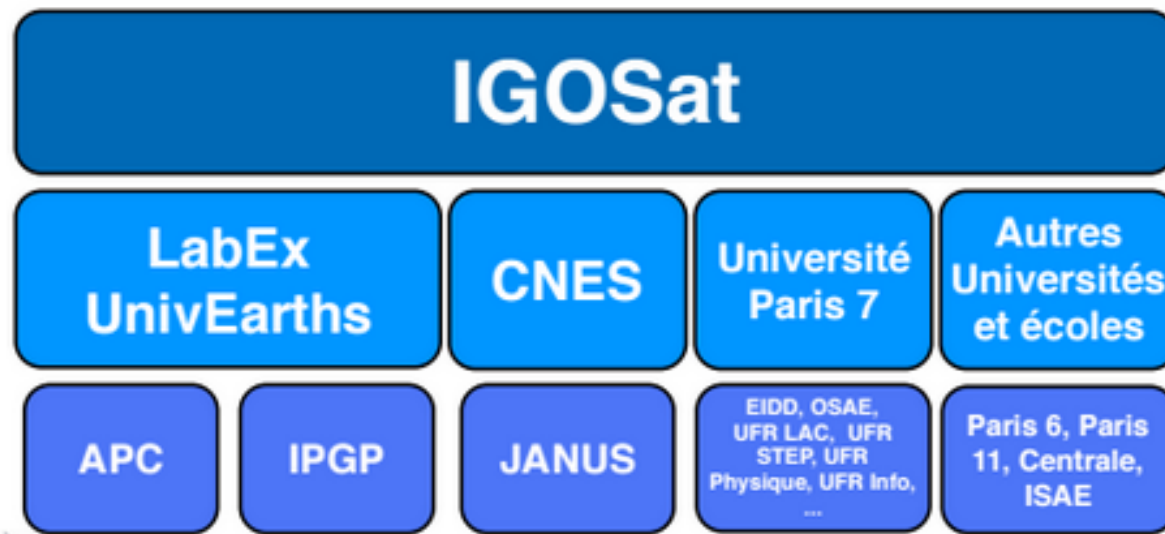 IGOSat
LabEx
UnivEarths
CNES
Université
Paris 7
Autres
Universités
et écoles
APC
IPGP
JANUS
EIDD, OSAE,
UFR LAC, UFR
STEP, UFR
Physique, UFR Info,
...
Paris 6, Paris
11, Centrale,
ISAE